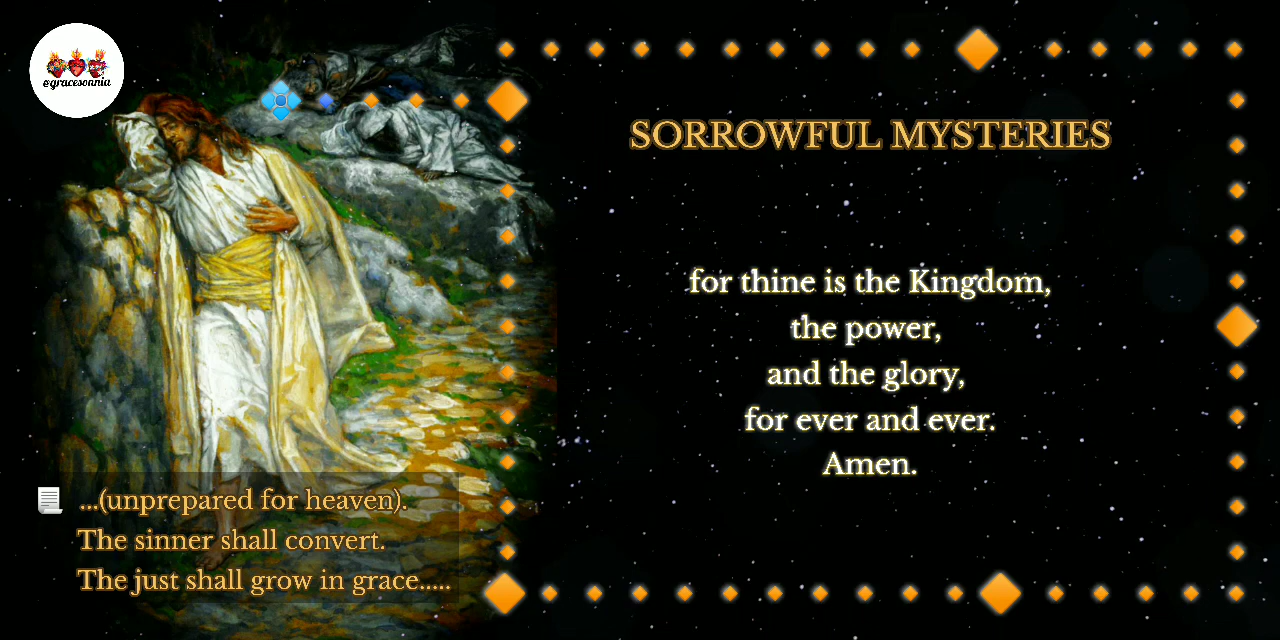 @gracesonnia
SORROWFUL MYSTERIES
for thine is the Kingdom,
the power,
and the glory,
for ever and ever.
Amen.
...(unprepared for heaven).
The sinner shall convert.
The just shall grow in grace.....